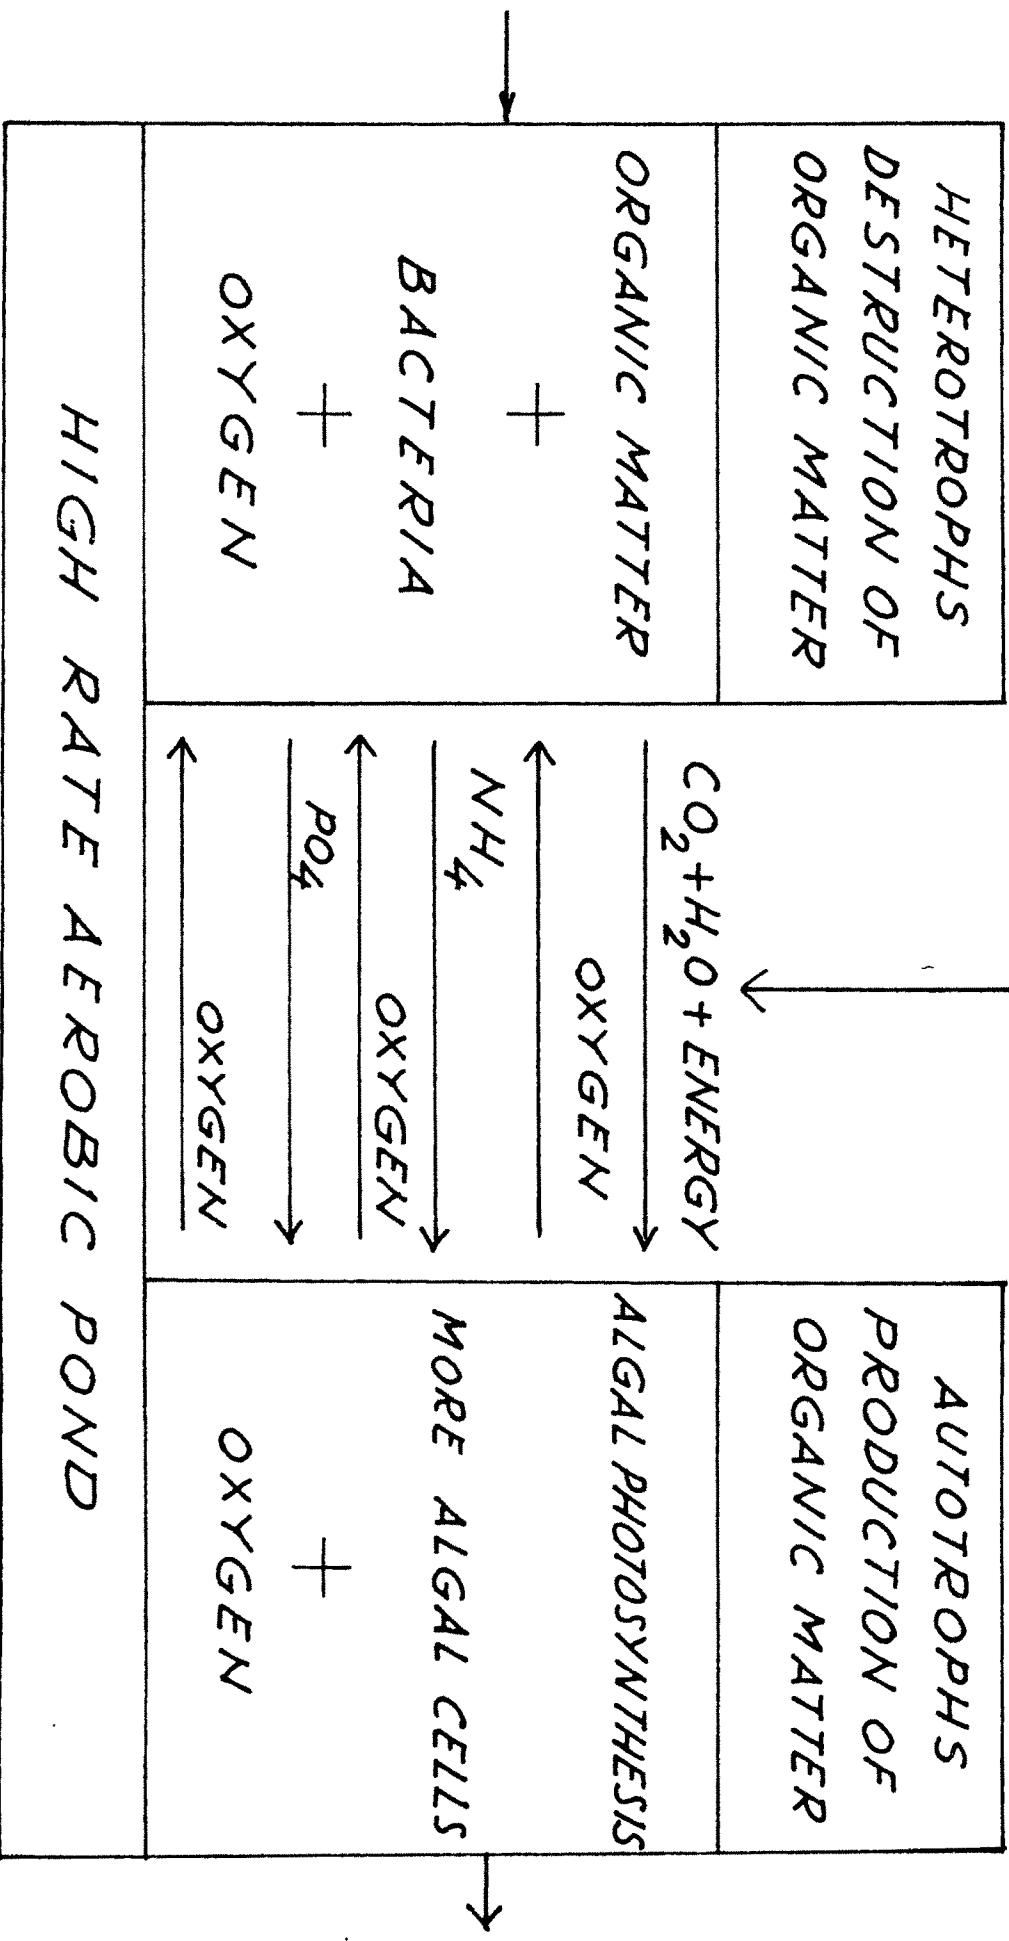 HETEROTROPHS
DESTRUCTION OF
ORGANIC MATTER
ORGANIC MATTER
+
BACTERIA
+
OXYGEN
CO2+H2O+ENERGY
OXYGEN
NH4
OXYGEN
PO4
OXYGEN
AUTOTROPHS
PRODUCTION OF
ORGANIC MATTER
ALGAL PHOTOSYNTHESIS
MORE ALGAL CELLS
+
OXYGEN
HIGH RATE AEROBIC POND